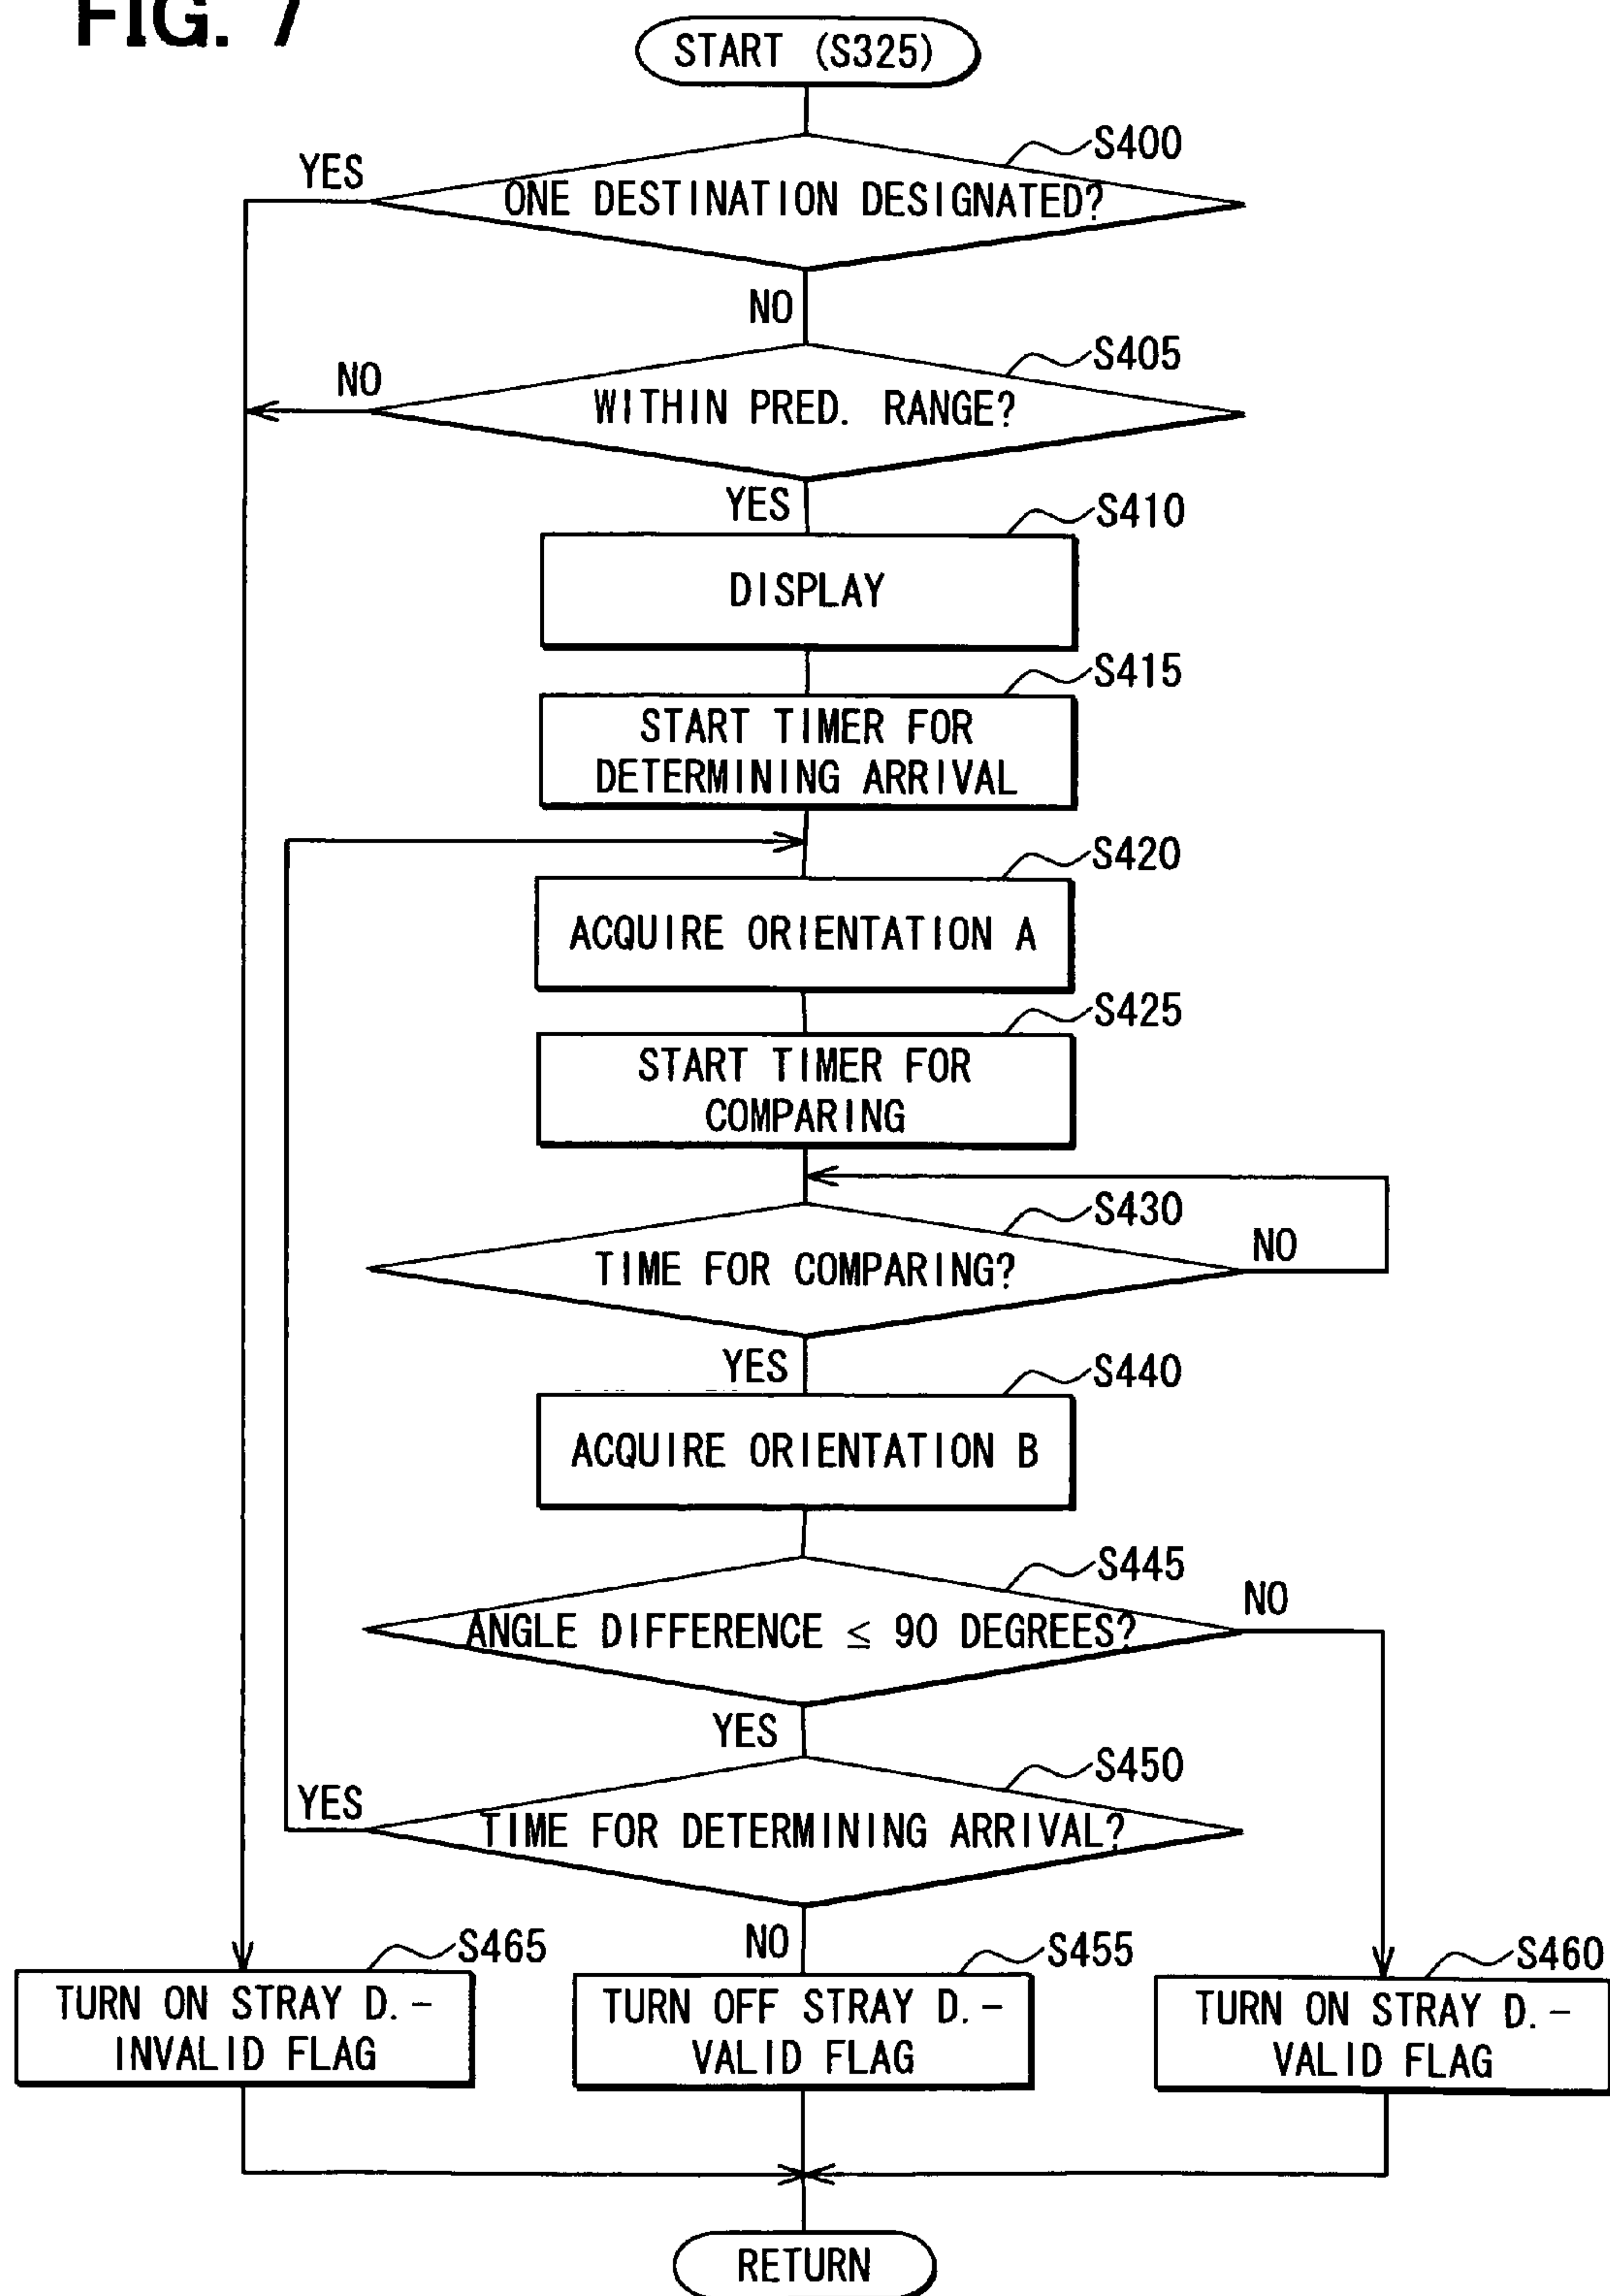 FIG. 7
START (S325)
S400
YES
ONE DESTINATION DESIGNATED?
NO
S405
NO
WITHIN PRED. RANGE?
YES
S410
DISPLAY
S415
START TIMER FOR
DETERMINING ARRIVAL
S420
ACQUIRE ORIENTATION A
S425
START TIMER FOR
COMPARING
S430
NO
TIME FOR COMPARING?
YES
S440
ACQUIRE ORIENTATION B
S445
NO
ANGLE DIFFERENCE ≤ 90 DEGREES?
YES
S450
YES
TIME FOR DETERMINING ARRIVAL?
NO
S465
S455
S460
TURN ON STRAY D.-
INVALID FLAG
TURN OFF STRAY D.-
VALID FLAG
TURN ON STRAY D.-
VALID FLAG
RETURN